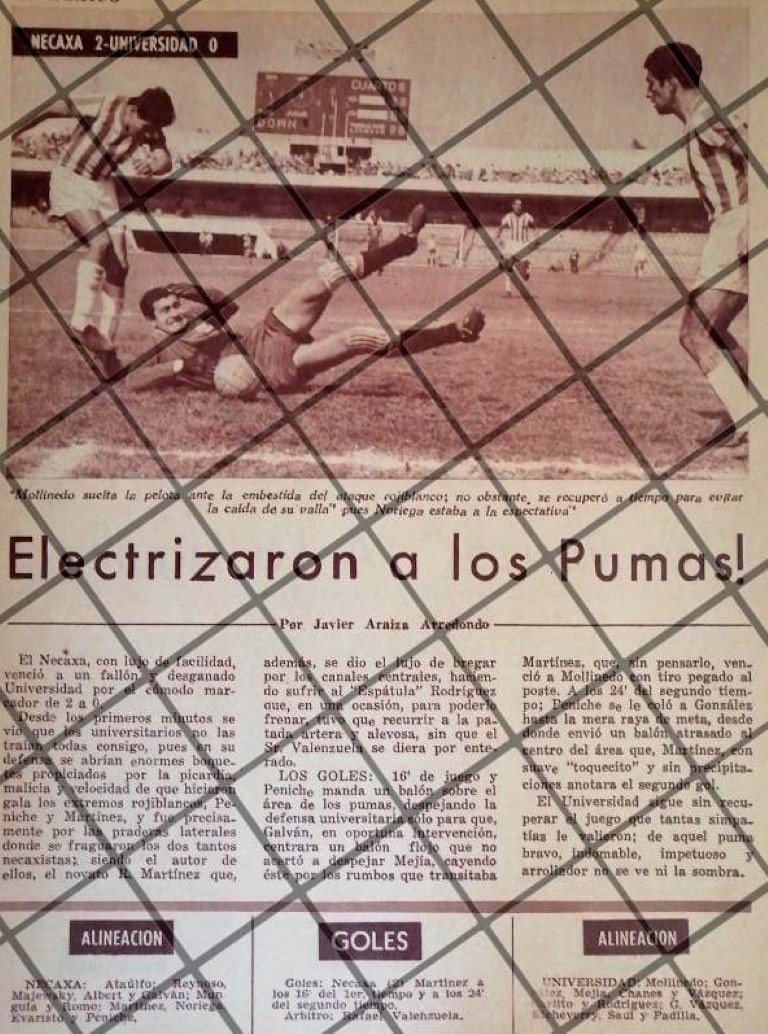 NECAXA 2-UNIVERSIDAD 0
CUARTO
DOWN
"Mollinedo suelta la pelota ante la embestida del ataque rojiblanco; no obstante, se recuperó a tiempo para evitar
la caída de su valla" pues Noriega estaba a la espectativa"
Electrizaron a los Pumas!
Por Javier Araiza Arredondo
El Necaxa, con lujo de facilidad,
venció a un fallón y desganado
Universidad por el cómodo mar-
cador de 2 a 0.
Desde los primeros minutos se
vió que los universitarios no las
traían todas consigo, pues en su
defensa se abrían enormes boque-
tes propiciados por la picardía,
malicia y velocidad de que hicieron
gala los extremos rojiblancos, Pe-
niche y Martínez, y fue precisa-
mente por las praderas laterales
donde se fraguaron los dos tantos
necaxistas; siendo el autor de
ellos, el novato R. Martínez que,
además, se dio el lujo de bregar
por los canales centrales, hacien-
do sufrir al "Espátula" Rodríguez
que, en una ocasión, para poderlo
frenar, tuvo que recurrir a la pa-
tada artera y alevosa, sin que el
Sr. Valenzuela se diera por ente-
rado.
LOS GOLES: 16' de juego y
Peniche manda un balón sobre el
área de los pumas, despejando la
defensa universitaria sólo para que,
Galván, en oportuna intervención,
centrara un balón flojo que no
acertó a despejar Mejía, cayendo
éste por los rumbos que transitaba
Martínez, que, sin pensarlo, ven-
ció a Mollinedo con tiro pegado al
poste. A los 24' del segundo tiem-
po; Peniche se le coló a González
hasta la mera raya de meta, desde
donde envió un balón atrasado al
centro del área que, Martínez, con
suave "toquecito" y sin precipita-
ciones anotara el segundo gol.
El Universidad sigue sin recu-
perar el juego que tantas simpa-
tías le valieron; de aquel puma
bravo, indomable, impetuoso y
arrollador no se ve ni la sombra.
ALINEACION
NECAXA: Ataúlfo; Reynoso,
Majewsky, Albert y Galván; Mun
guía y Romo; Martínez, Noriega
Evaristo y Peniche.
GOLES
Goles: Necaxa (2) Martínez a
los 16' del 1er. tiempo y a los 24'
del segundo tiempo.
Arbitro: Rafael Valenzuela.
ALINEACION
UNIVERSIDAD: Mollinedo; Gon-
Mejía, Chanes y Vázquez;
y Rodríguez; C. Vázquez,
Echeverry, Saul y Padilla.